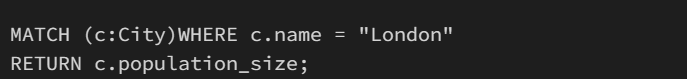 MATCH (c:City)WHERE c.name = "London"
RETURN c.population_size;